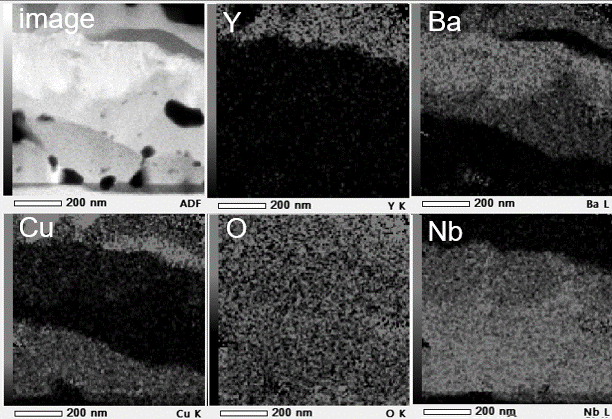 image
Y
Ba
200 nm
ADF
200 nm
Y K
200 nm
Ba L
Cu
O
Nb
200 nm
Cu K
200 nm
O K
200 nm
Nb L